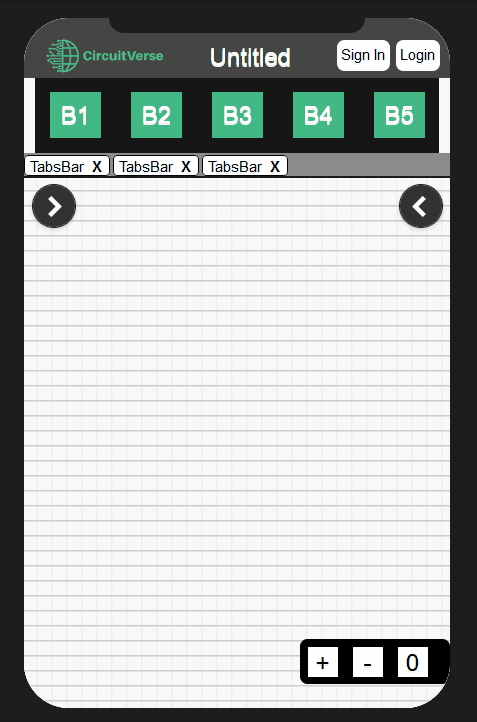 CircuitVerse Untitled Sign In Login
B1 B2 B3 B4 B5
TabsBar X TabsBar X TabsBar X
+ - 0